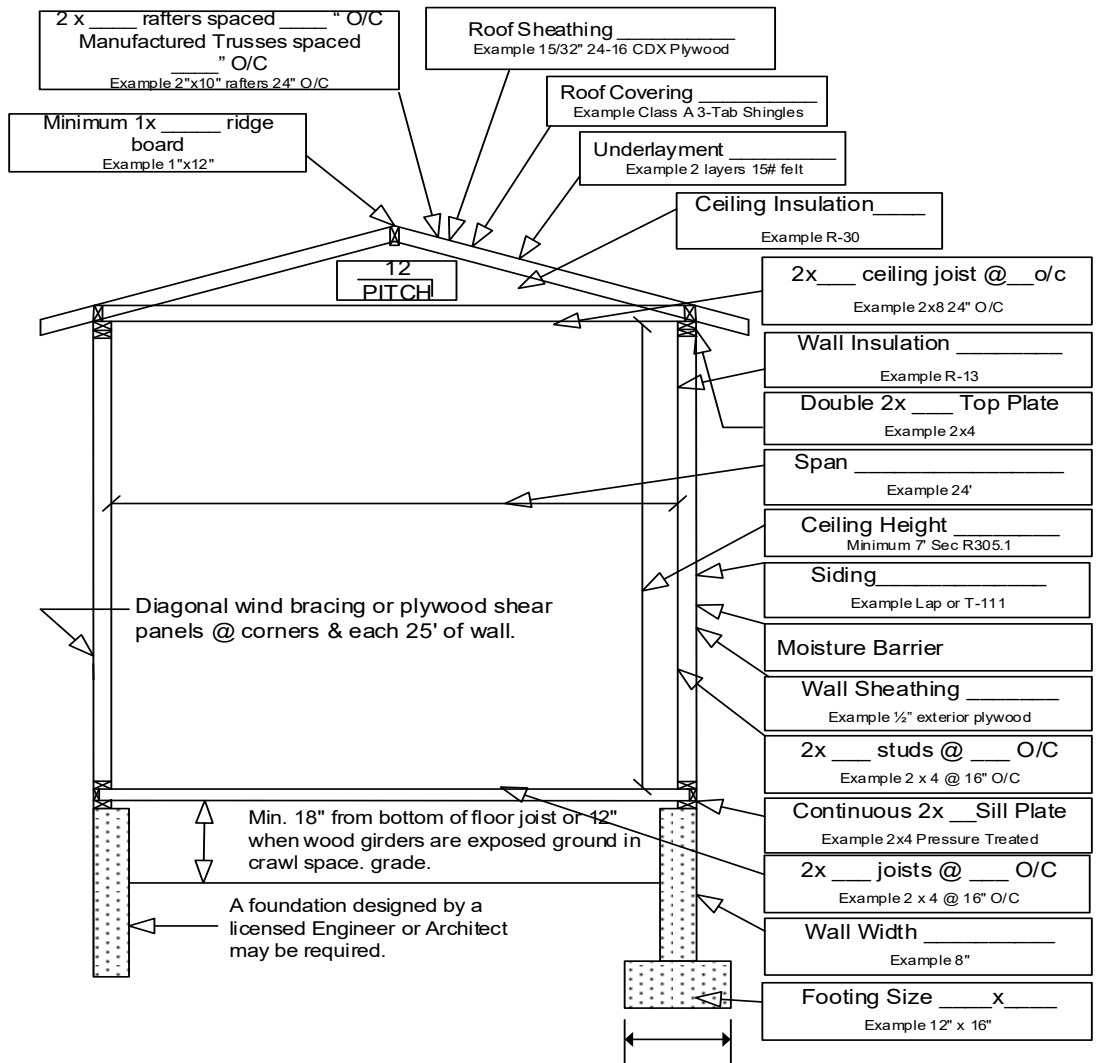 2 x ____ rafters spaced ____ " O/C
Manufactured Trusses spaced
____" O/C
Example 2"x10" rafters 24" O/C
Roof Sheathing __________
Example 15/32" 24-16 CDX Plywood
Roof Covering __________
Example Class A 3-Tab Shingles
Minimum 1x _____ ridge
board
Example 1"x12"
Underlayment _________
Example 2 layers 15# felt
Ceiling Insulation_____
Example R-30
12
PITCH
2x___ ceiling joist @__o/c
Example 2x8 24" O/C
Wall Insulation ________
Example R-13
Double 2x ___ Top Plate
Example 2x4
Span ________________
Example 24'
Ceiling Height ________
Minimum 7' Sec R305.1
Siding_____________
Example Lap or T-111
Diagonal wind bracing or plywood shear
panels @ corners & each 25' of wall.
Moisture Barrier
Wall Sheathing _______
Example ½" exterior plywood
2x ___ studs @ ___ O/C
Example 2 x 4 @ 16" O/C
Continuous 2x __Sill Plate
Example 2x4 Pressure Treated
Min. 18" from bottom of floor joist or 12"
when wood girders are exposed ground in
crawl space. grade.
2x ___ joists @ ___ O/C
Example 2 x 4 @ 16" O/C
A foundation designed by a
licensed Engineer or Architect
may be required.
Wall Width __________
Example 8"
Footing Size ____x____
Example 12" x 16"